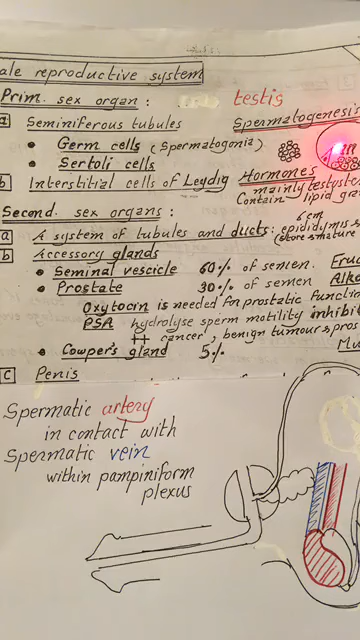 ale reproductive system
Prim. sex organ : testis
a Seminiferous tubules Spermatogenesi
• Germ cells (Spermatogonia)
• Sertoli cells
b Interstitial cells of Leydig Hormones
mainly testoster
Contain lipid gra
Second. sex organs :
a A system of tubules and ducts : epididymis s
6 cm
(store & mature
b Accessory glands
• Seminal vescicle 60% of semen. Fruc
• Prostate 30% of semen Alka
Oxytocin is needed for prostatic function
PSA hydrolyse sperm motility inhibit
++ cancer, benign tumour & pros
• Cowper's gland 5% Mu
c Penis
Spermatic artery
in contact with
Spermatic vein
within pampiniform
plexus